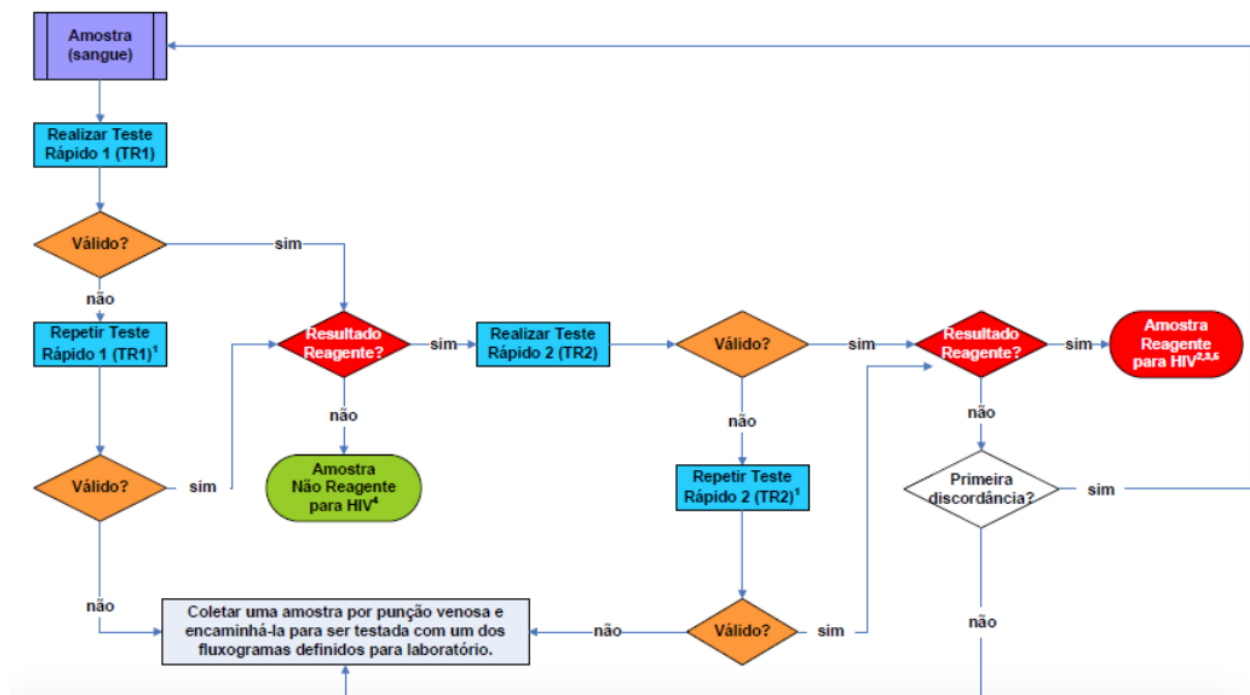 Amostra
(sangue)
Realizar Teste
Rápido 1 (TR1)
Válido?
sim
não
Repetir Teste
Rápido 1 (TR1)¹
Resultado
Reagente?
sim
Realizar Teste
Rápido 2 (TR2)
Válido?
sim
Resultado
Reagente?
sim
Amostra
Reagente
para HIV²,³,⁶
não
não
não
Válido?
sim
Amostra
Não Reagente
para HIV⁴
Repetir Teste
Rápido 2 (TR2)¹
Primeira
discordância?
sim
não
Coletar uma amostra por punção venosa e
encaminhá-la para ser testada com um dos
fluxogramas definidos para laboratório.
não
Válido?
sim
não